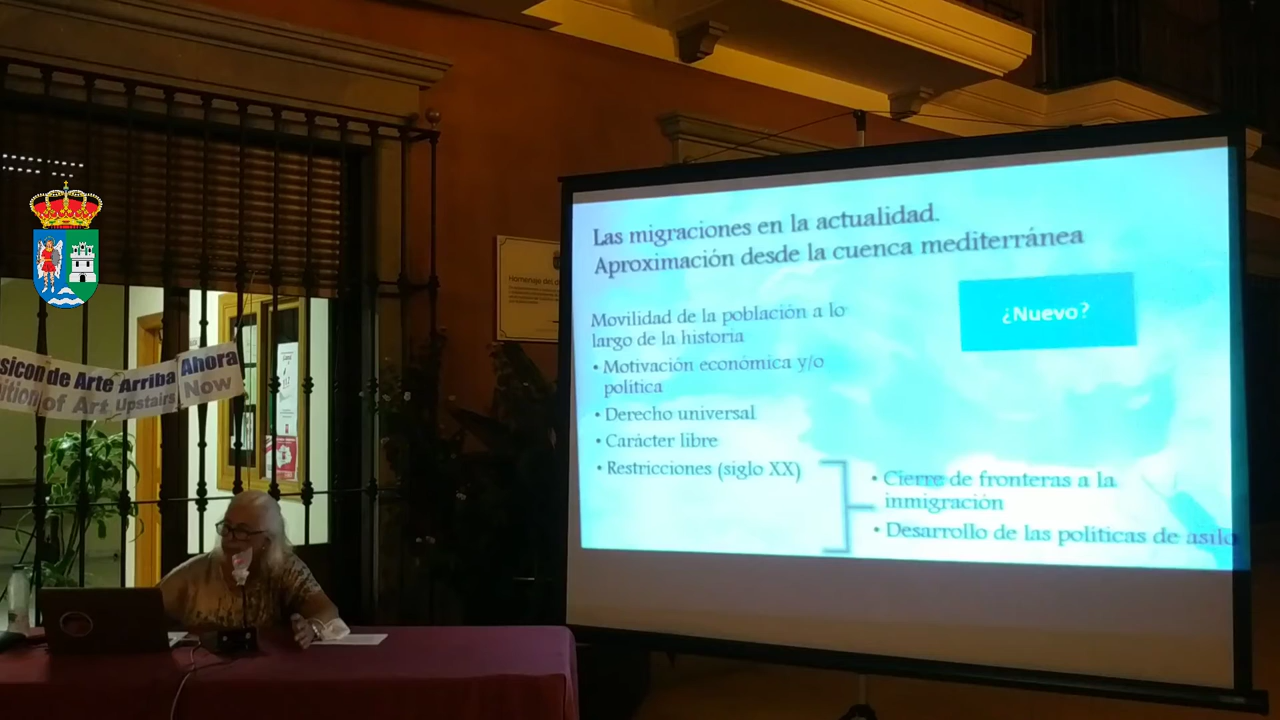 Las migraciones en la actualidad.
Aproximación desde la cuenca mediterránea
¿Nuevo?
Movilidad de la población a lo
largo de la historia
• Motivación económica y/o
política
• Derecho universal
• Carácter libre
• Restricciones (siglo XX)
• Cierre de fronteras a la
inmigración
• Desarrollo de las políticas de asilo
Homenaje del
de Arte Arriba Ahora
of Art Upstairs Now